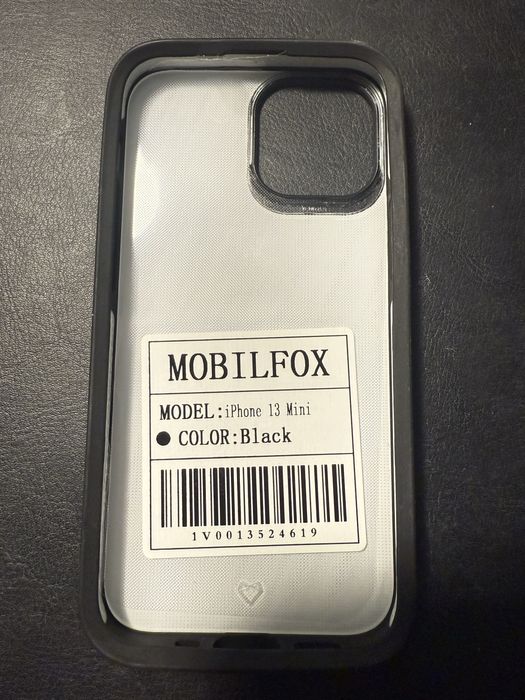 MOBILFOX
MODEL:iPhone 13 Mini
COLOR:Black
1V0013524619